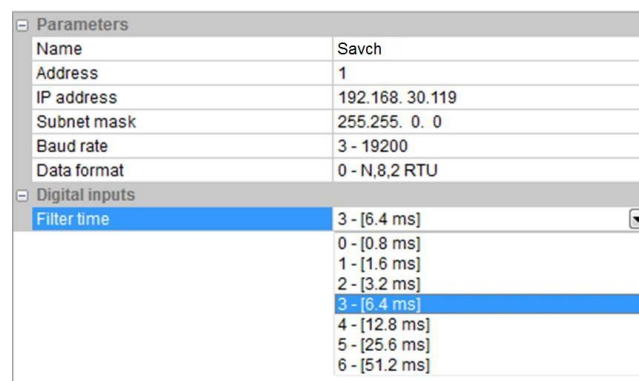 Parameters
Name Savch
Address 1
IP address 192.168. 30.119
Subnet mask 255.255. 0. 0
Baud rate 3 - 19200
Data format 0 - N,8,2 RTU
Digital inputs
Filter time 3 - [6.4 ms]
0 - [0.8 ms]
1 - [1.6 ms]
2 - [3.2 ms]
3 - [6.4 ms]
4 - [12.8 ms]
5 - [25.6 ms]
6 - [51.2 ms]